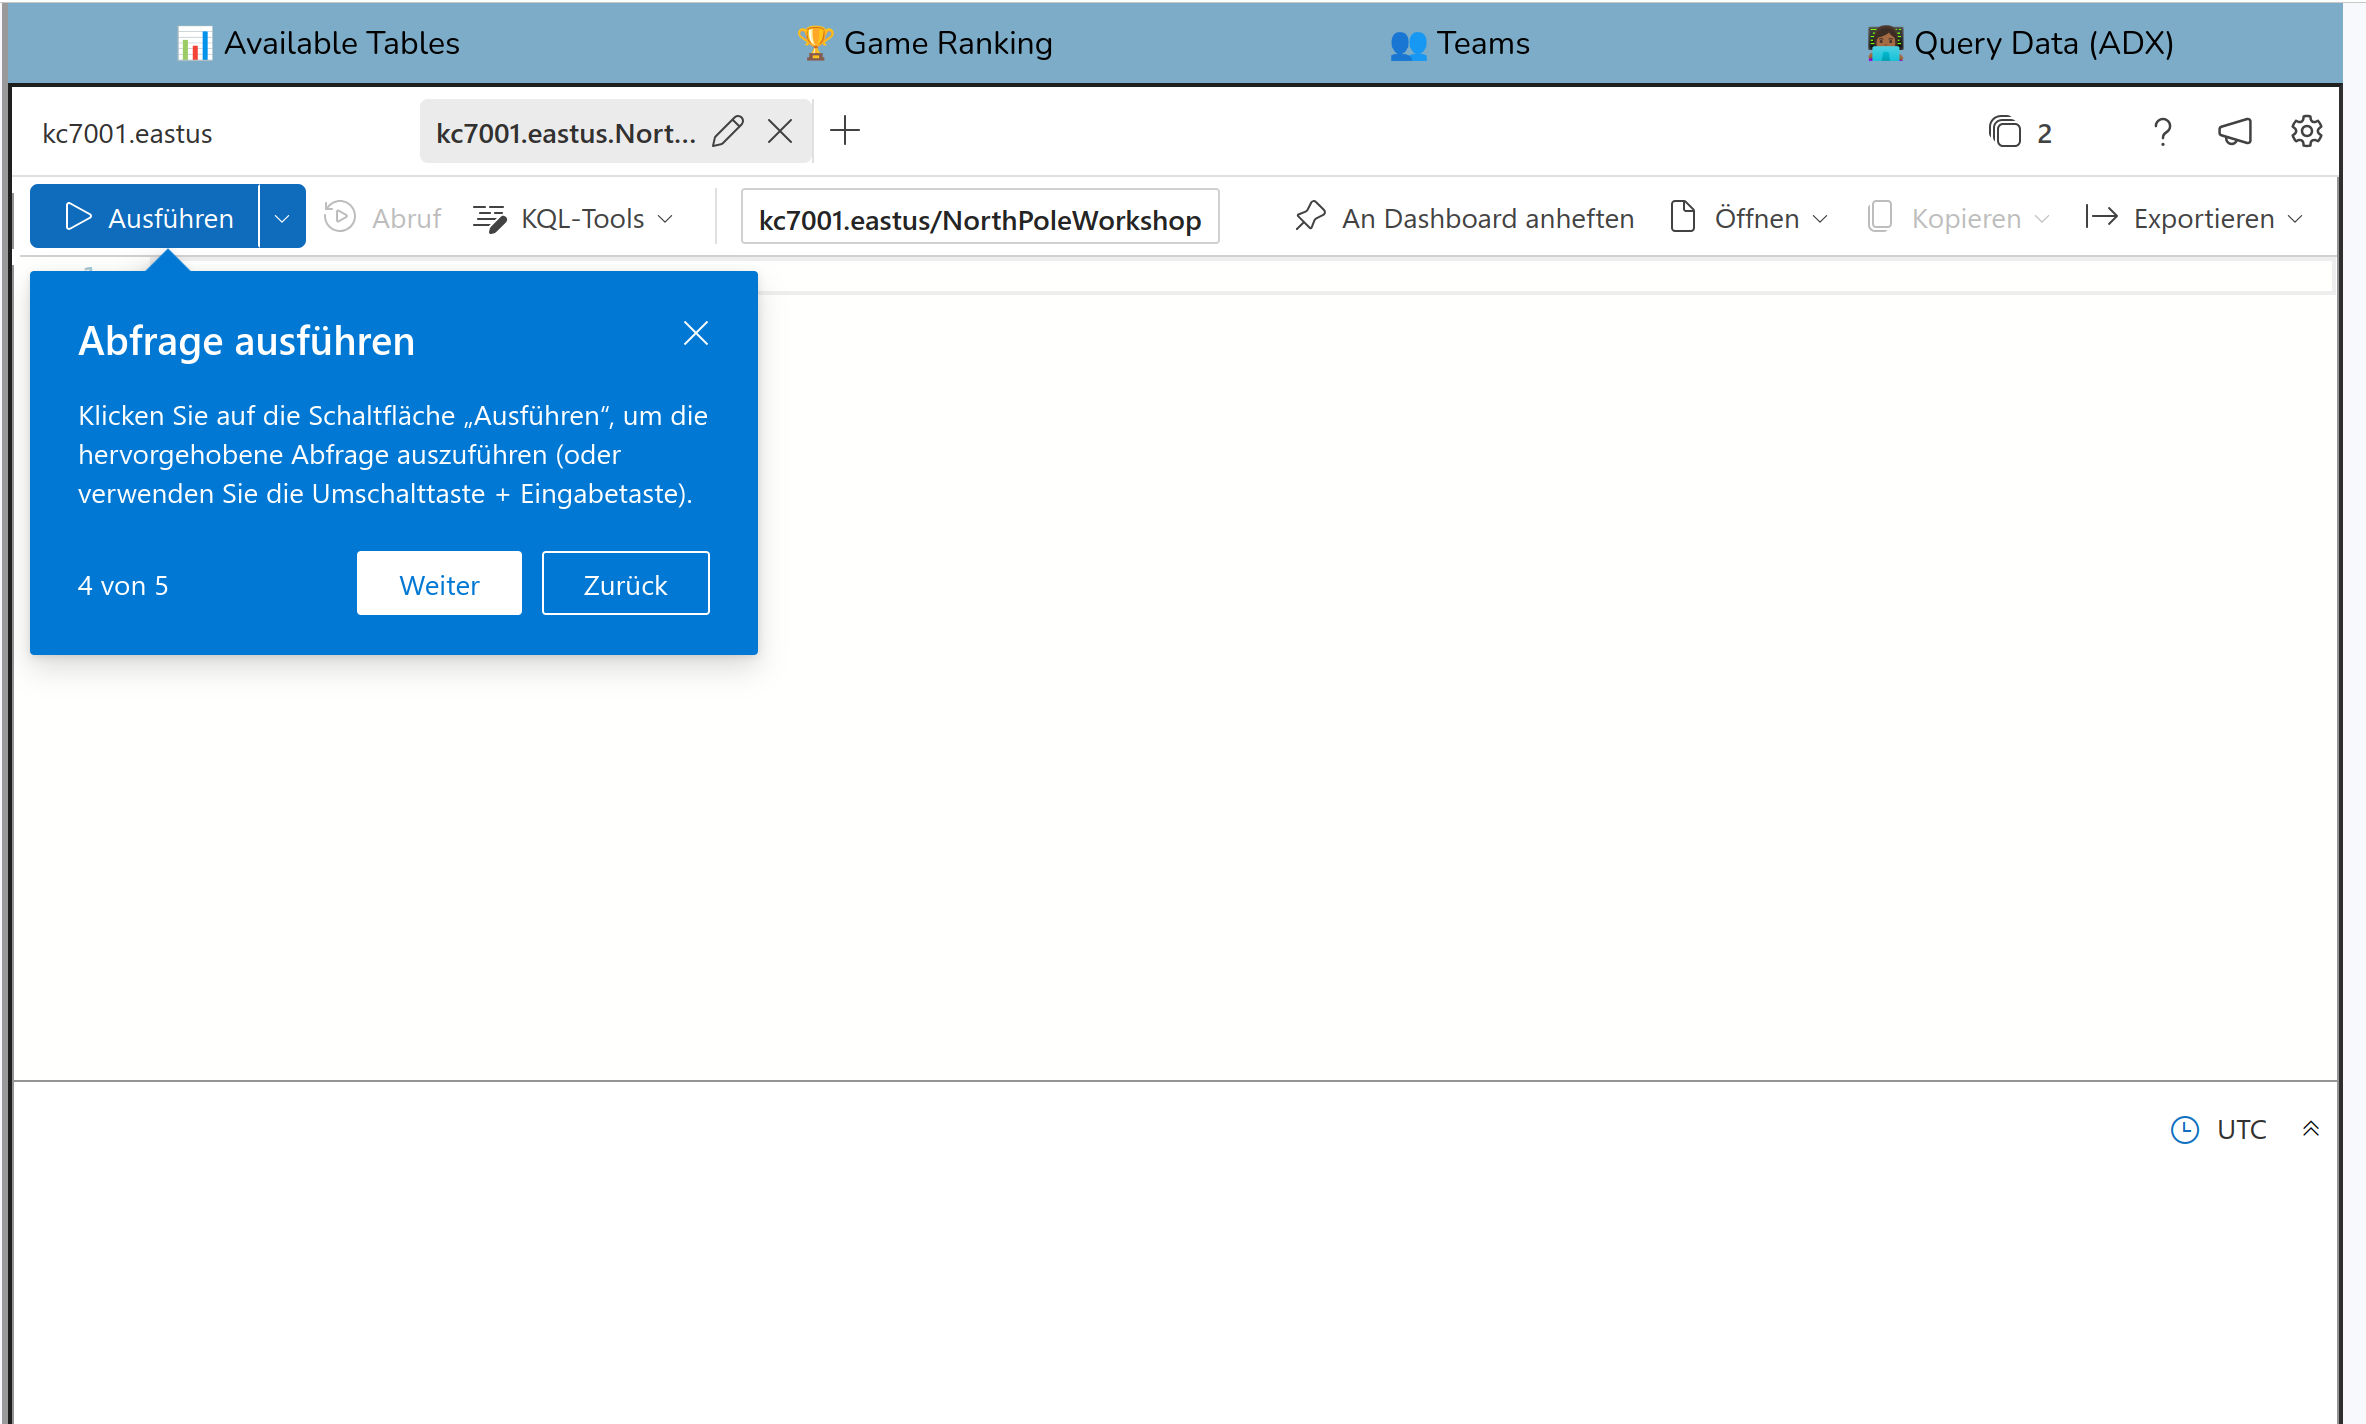 Available Tables
Game Ranking
Teams
Query Data (ADX)
kc7001.eastus
kc7001.eastus.Nort...
2
Ausführen
Abruf
KQL-Tools
kc7001.eastus/NorthPoleWorkshop
An Dashboard anheften
Öffnen
Kopieren
Exportieren
Abfrage ausführen
Klicken Sie auf die Schaltfläche „Ausführen“, um die
hervorgehobene Abfrage auszuführen (oder
verwenden Sie die Umschalttaste + Eingabetaste).
4 von 5
Weiter
Zurück
UTC